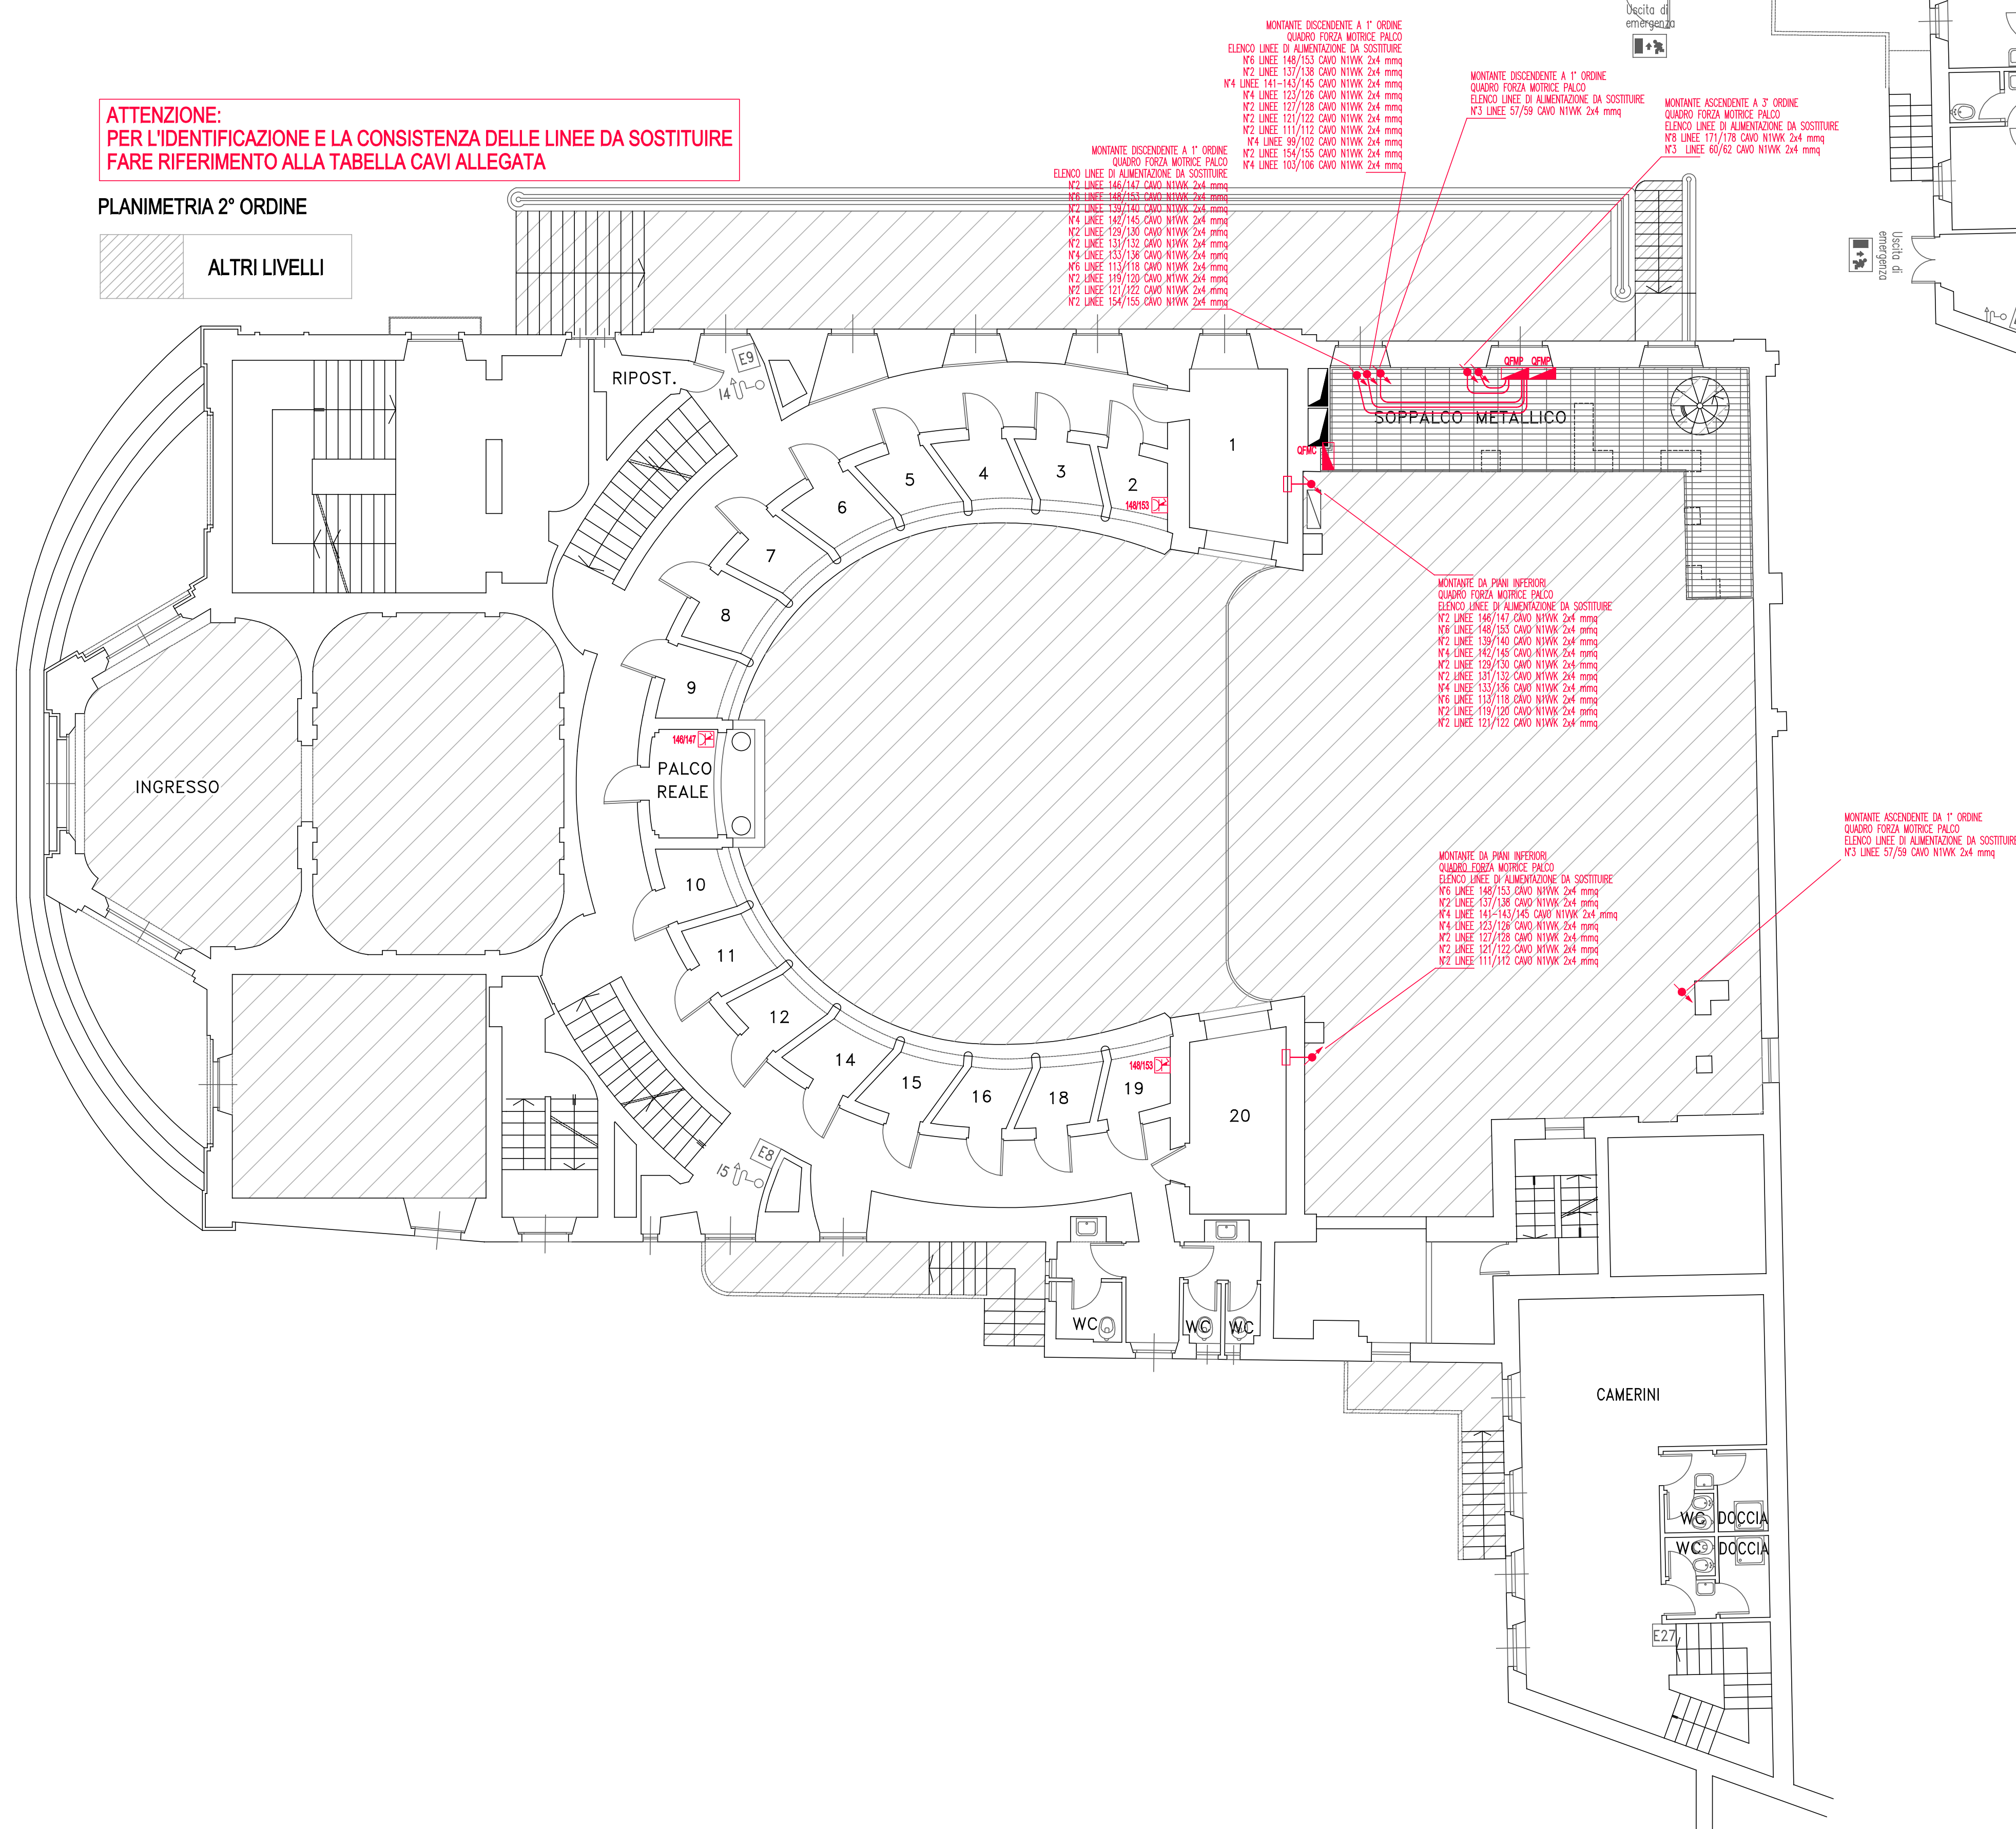 Uscita di
emergenza
MONTANTE DISCENDENTE A 1° ORDINE
QUADRO FORZA MOTRICE PALCO
ELENCO LINEE DI ALIMENTAZIONE DA SOSTITUIRE
N°6 LINEE 148/153 CAVO N1VVK 2x4 mmq
N°2 LINEE 137/138 CAVO N1VVK 2x4 mmq
N°4 LINEE 141-143/145 CAVO N1VVK 2x4 mmq
N°4 LINEE 123/126 CAVO N1VVK 2x4 mmq
N°2 LINEE 127/128 CAVO N1VVK 2x4 mmq
N°2 LINEE 121/122 CAVO N1VVK 2x4 mmq
N°2 LINEE 111/112 CAVO N1VVK 2x4 mmq
N°4 LINEE 99/102 CAVO N1VVK 2x4 mmq
N°2 LINEE 154/155 CAVO N1VVK 2x4 mmq
N°4 LINEE 103/106 CAVO N1VVK 2x4 mmq
MONTANTE DISCENDENTE A 1° ORDINE
QUADRO FORZA MOTRICE PALCO
ELENCO LINEE DI ALIMENTAZIONE DA SOSTITUIRE
N°3 LINEE 57/59 CAVO N1VVK 2x4 mmq
MONTANTE ASCENDENTE A 3° ORDINE
QUADRO FORZA MOTRICE PALCO
ELENCO LINEE DI ALIMENTAZIONE DA SOSTITUIRE
N°8 LINEE 171/178 CAVO N1VVK 2x4 mmq
N°3 LINEE 60/62 CAVO N1VVK 2x4 mmq
ATTENZIONE:
PER L'IDENTIFICAZIONE E LA CONSISTENZA DELLE LINEE DA SOSTITUIRE
FARE RIFERIMENTO ALLA TABELLA CAVI ALLEGATA
PLANIMETRIA 2° ORDINE
ALTRI LIVELLI
MONTANTE DISCENDENTE A 1° ORDINE
QUADRO FORZA MOTRICE PALCO
ELENCO LINEE DI ALIMENTAZIONE DA SOSTITUIRE
N°2 LINEE 146/147 CAVO N1VVK 2x4 mmq
N°6 LINEE 148/153 CAVO N1VVK 2x4 mmq
N°2 LINEE 139/140 CAVO N1VVK 2x4 mmq
N°4 LINEE 142/145 CAVO N1VVK 2x4 mmq
N°2 LINEE 129/130 CAVO N1VVK 2x4 mmq
N°2 LINEE 131/132 CAVO N1VVK 2x4 mmq
N°4 LINEE 133/136 CAVO N1VVK 2x4 mmq
N°6 LINEE 113/118 CAVO N1VVK 2x4 mmq
N°2 LINEE 119/120 CAVO N1VVK 2x4 mmq
N°2 LINEE 121/122 CAVO N1VVK 2x4 mmq
N°2 LINEE 154/155 CAVO N1VVK 2x4 mmq
Uscita di
emergenza
E9
I4
RIPOST.
QFMP QFMP
SOPPALCO METALLICO
QFMC
1
2
3
4
5
6
7
8
9
148/153
MONTANTE DA PIANI INFERIORI
QUADRO FORZA MOTRICE PALCO
ELENCO LINEE DI ALIMENTAZIONE DA SOSTITUIRE
N°2 LINEE 146/147 CAVO N1VVK 2x4 mmq
N°6 LINEE 148/153 CAVO N1VVK 2x4 mmq
N°2 LINEE 139/140 CAVO N1VVK 2x4 mmq
N°4 LINEE 142/145 CAVO N1VVK 2x4 mmq
N°2 LINEE 129/130 CAVO N1VVK 2x4 mmq
N°2 LINEE 131/132 CAVO N1VVK 2x4 mmq
N°4 LINEE 133/136 CAVO N1VVK 2x4 mmq
N°6 LINEE 113/118 CAVO N1VVK 2x4 mmq
N°2 LINEE 119/120 CAVO N1VVK 2x4 mmq
N°2 LINEE 121/122 CAVO N1VVK 2x4 mmq
146/147
PALCO
REALE
INGRESSO
MONTANTE ASCENDENTE DA 1° ORDINE
QUADRO FORZA MOTRICE PALCO
ELENCO LINEE DI ALIMENTAZIONE DA SOSTITUIRE
N°3 LINEE 57/59 CAVO N1VVK 2x4 mmq
MONTANTE DA PIANI INFERIORI
QUADRO FORZA MOTRICE PALCO
ELENCO LINEE DI ALIMENTAZIONE DA SOSTITUIRE
N°6 LINEE 148/153 CAVO N1VVK 2x4 mmq
N°2 LINEE 137/138 CAVO N1VVK 2x4 mmq
N°4 LINEE 141-143/145 CAVO N1VVK 2x4 mmq
N°4 LINEE 123/126 CAVO N1VVK 2x4 mmq
N°2 LINEE 127/128 CAVO N1VVK 2x4 mmq
N°2 LINEE 121/122 CAVO N1VVK 2x4 mmq
N°2 LINEE 111/112 CAVO N1VVK 2x4 mmq
10
11
12
14
15
16
18
19
148/153
20
E8
I5
WC
WC
WC
CAMERINI
WC DOCCIA
WC DOCCIA
E27